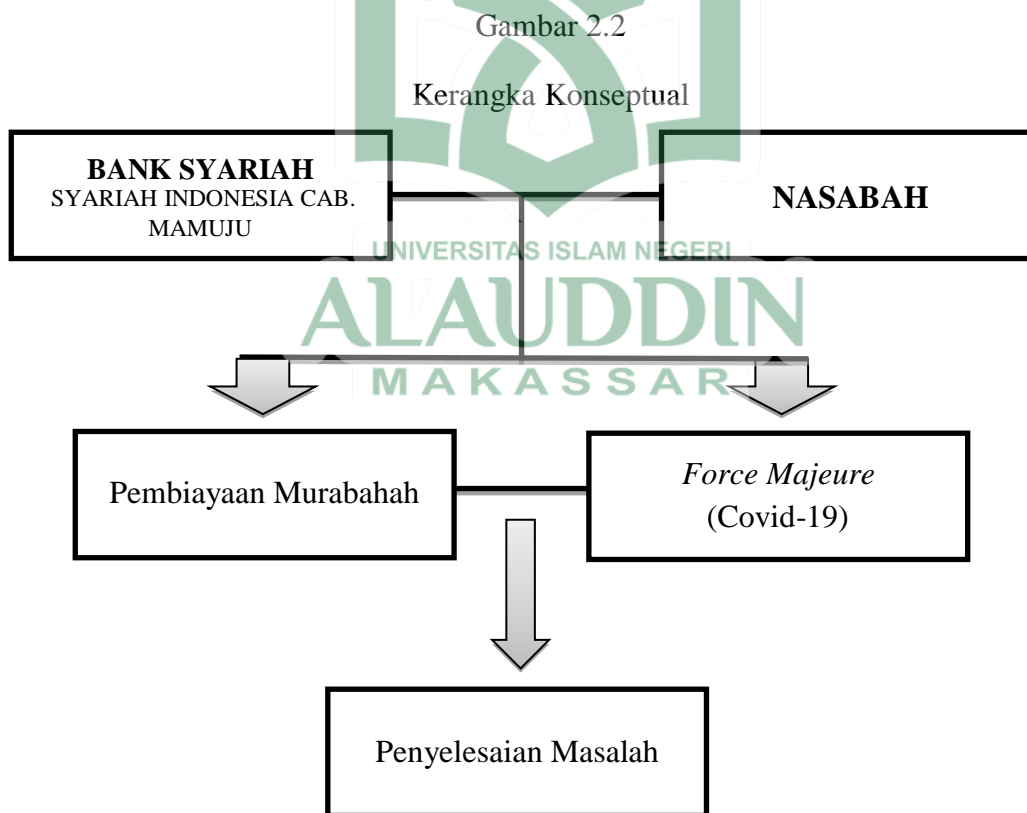 Gambar 2.2
Kerangka Konseptual
BANK SYARIAH
SYARIAH INDONESIA CAB.
MAMUJU
NASABAH
UNIVERSITAS ISLAM NEGERI
ALAUDDIN
MAKASSAR
Pembiayaan Murabahah
Force Majeure
(Covid-19)
Penyelesaian Masalah